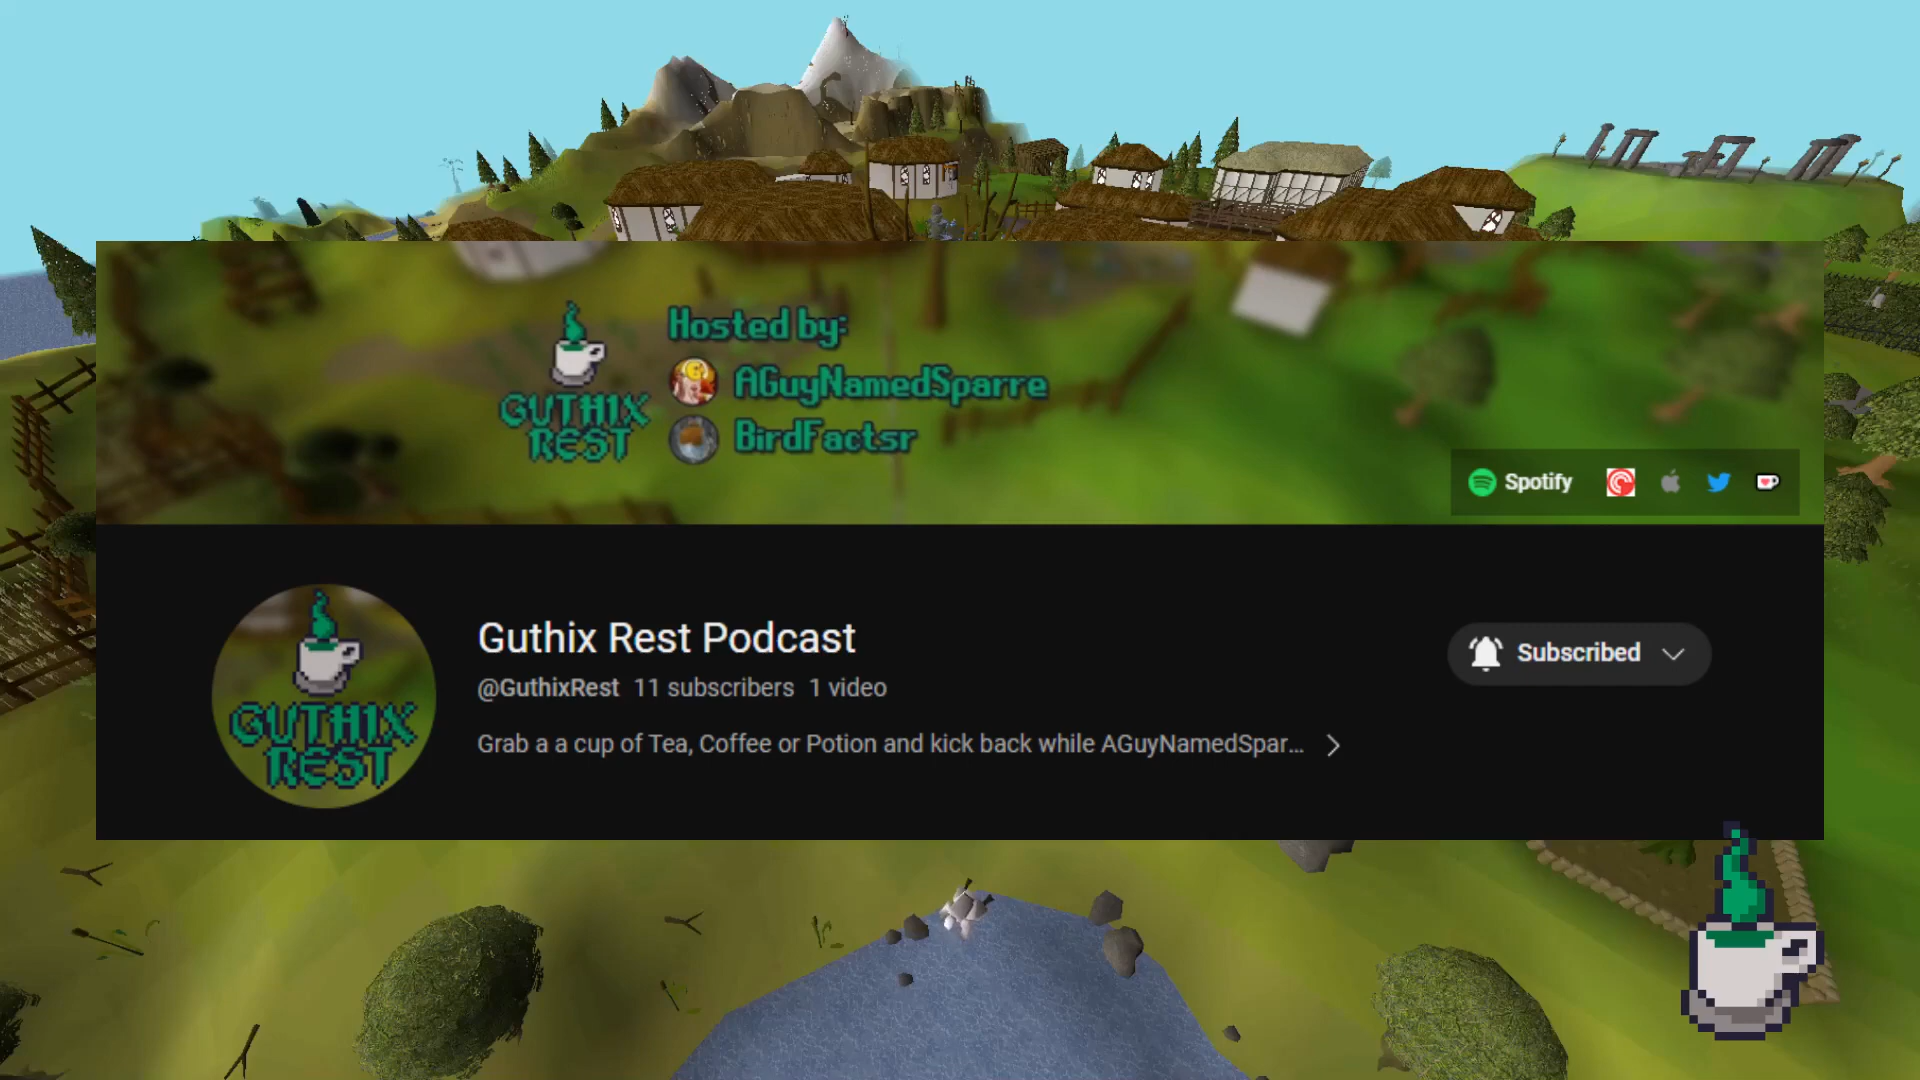 Hosted by:
AGuyNamedSparre
BirdFactsr
GUTHIX
REST
Spotify
GUTHIX
REST
Guthix Rest Podcast
@GuthixRest 11 subscribers 1 video
Grab a a cup of Tea, Coffee or Potion and kick back while AGuyNamedSpar...
Subscribed